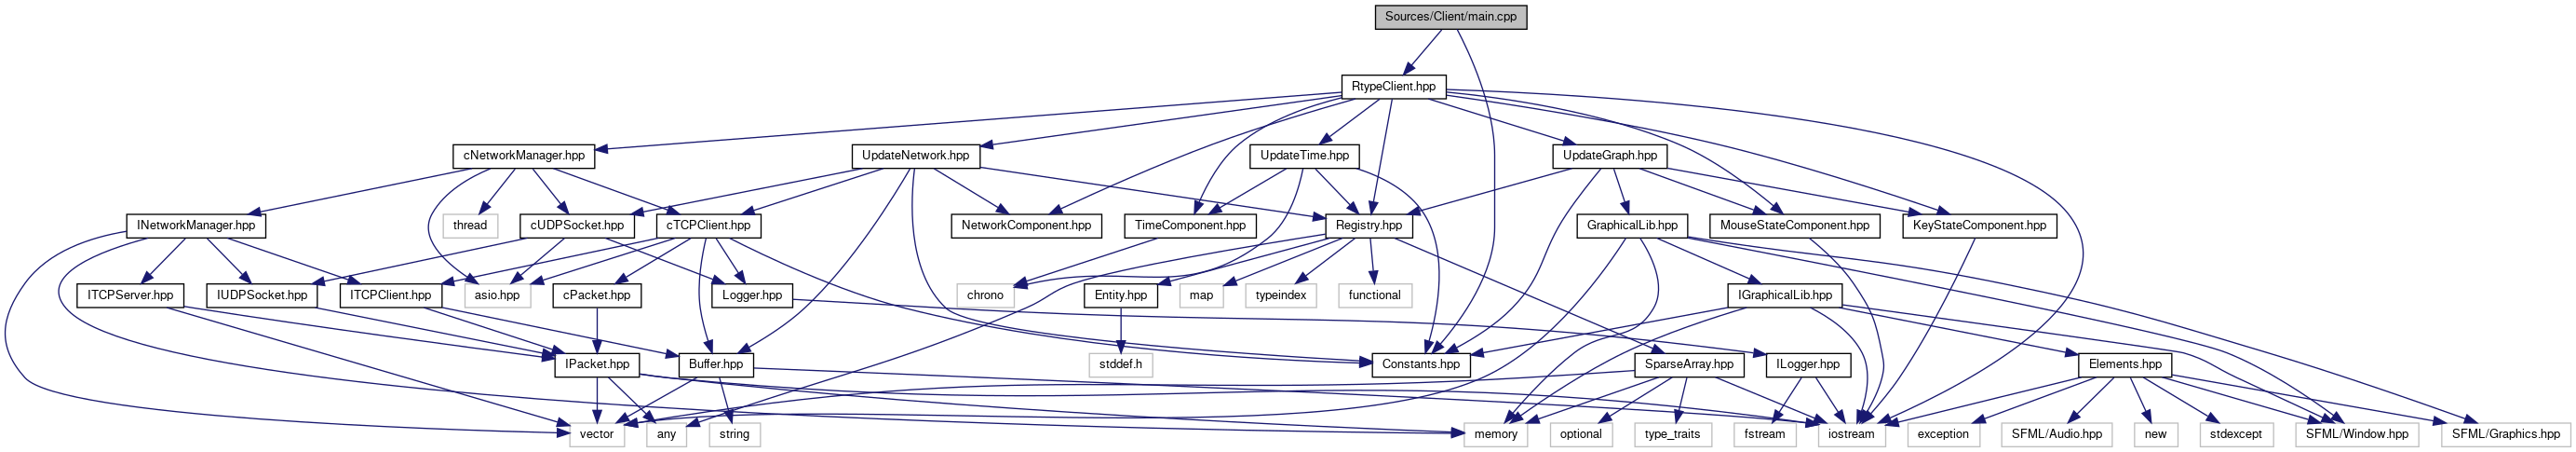 Sources/Client/main.cpp
RtypeClient.hpp
cNetworkManager.hpp
UpdateNetwork.hpp
UpdateTime.hpp
UpdateGraph.hpp
INetworkManager.hpp
thread
cUDPSocket.hpp
cTCPClient.hpp
NetworkComponent.hpp
TimeComponent.hpp
Registry.hpp
GraphicalLib.hpp
MouseStateComponent.hpp
KeyStateComponent.hpp
ITCPServer.hpp
IUDPSocket.hpp
ITCPClient.hpp
asio.hpp
cPacket.hpp
Logger.hpp
chrono
Entity.hpp
map
typeindex
functional
IGraphicalLib.hpp
IPacket.hpp
Buffer.hpp
stddef.h
Constants.hpp
SparseArray.hpp
ILogger.hpp
Elements.hpp
vector
any
string
memory
optional
type_traits
fstream
iostream
exception
SFML/Audio.hpp
new
stdexcept
SFML/Window.hpp
SFML/Graphics.hpp